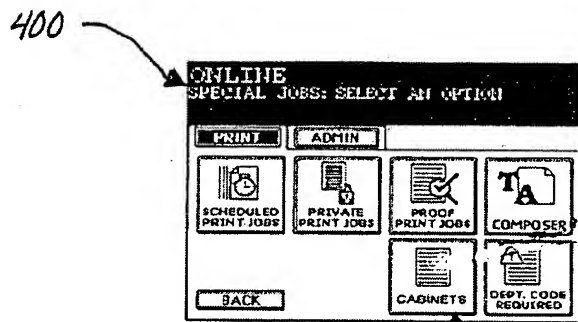 400
ONLINE
SPECIAL JOBS: SELECT AN OPTION
PRINT ADMIN
SCHEDULED PRINT JOBS
PRIVATE PRINT JOBS
PROOF PRINT JOBS
TA
COMPOSER
CABINETS
DEPT. CODE REQUIRED
BACK